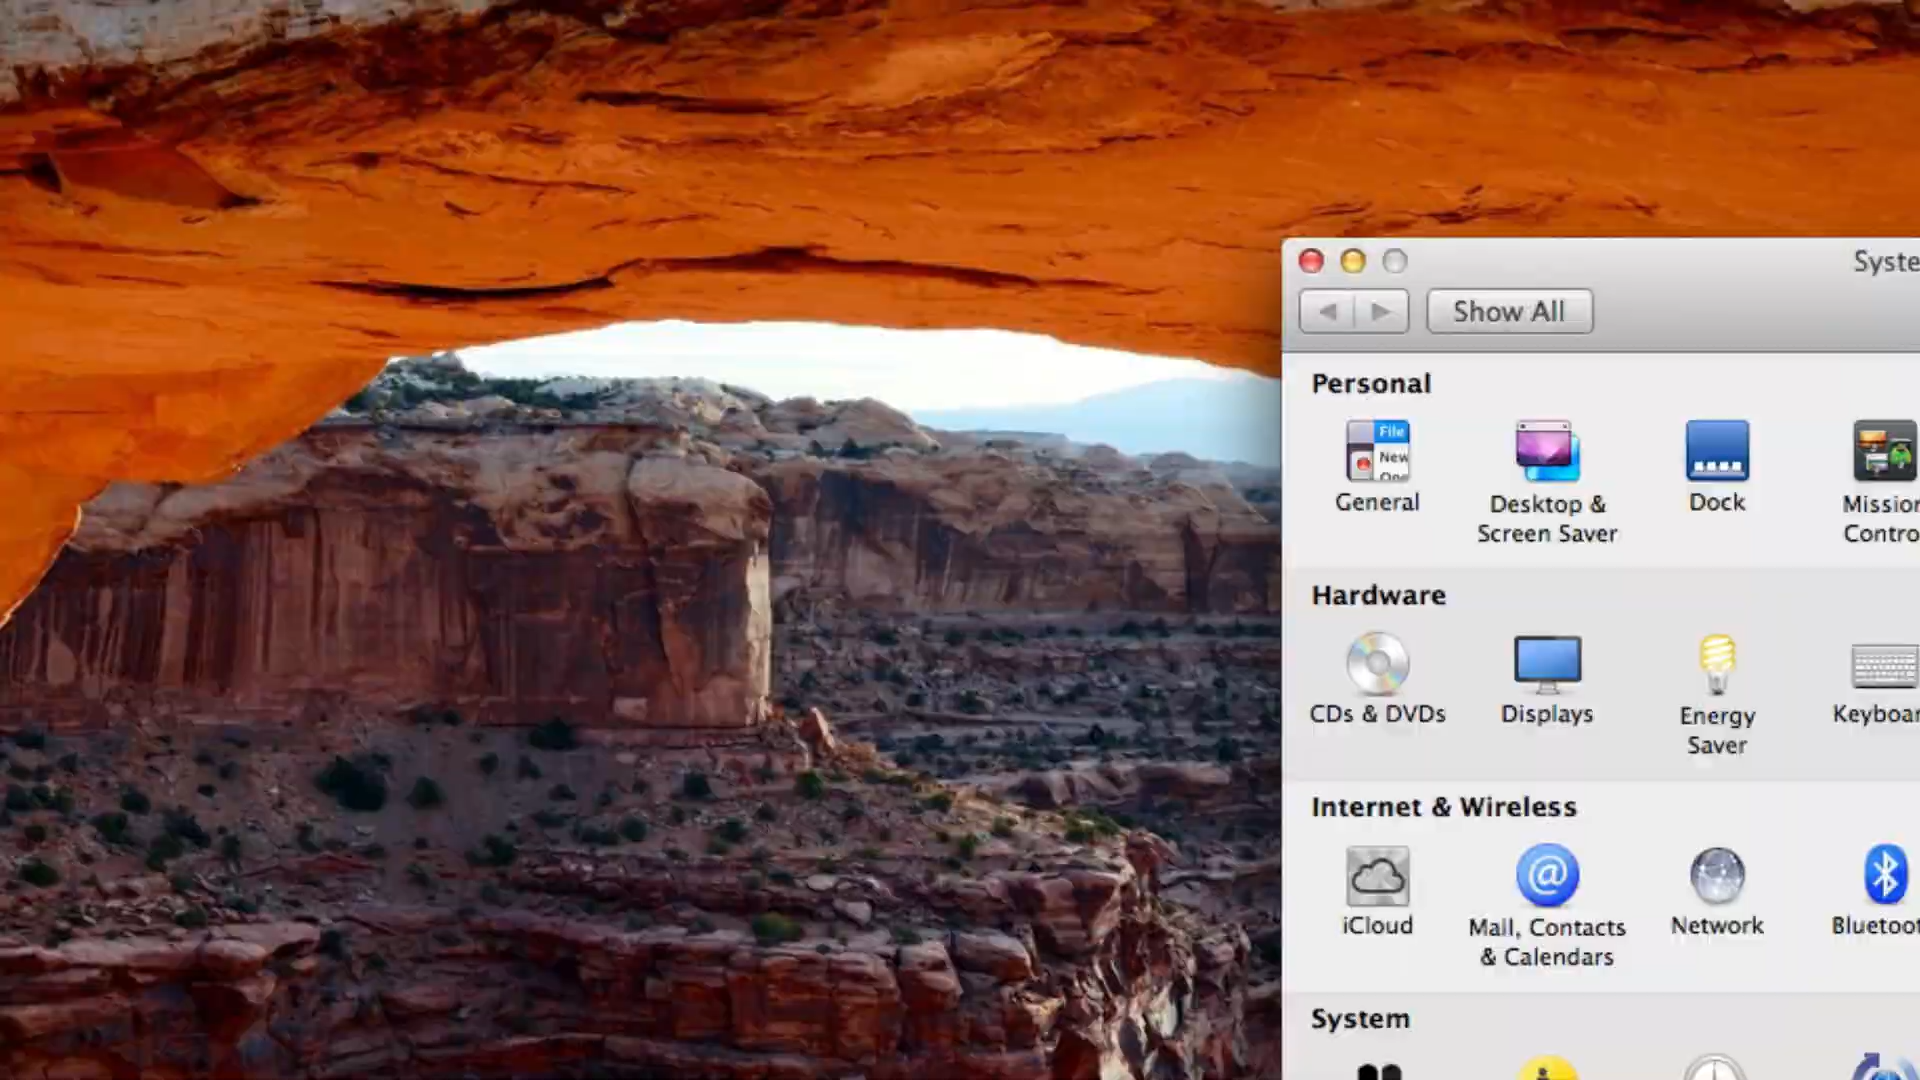 Syste
Show All
Personal
File
New
General
Desktop &
Screen Saver
Dock
Mission
Contro
Hardware
CDs & DVDs
Displays
Energy
Saver
Keyboar
Internet & Wireless
iCloud
@
Mail, Contacts
& Calendars
Network
Bluetoot
System